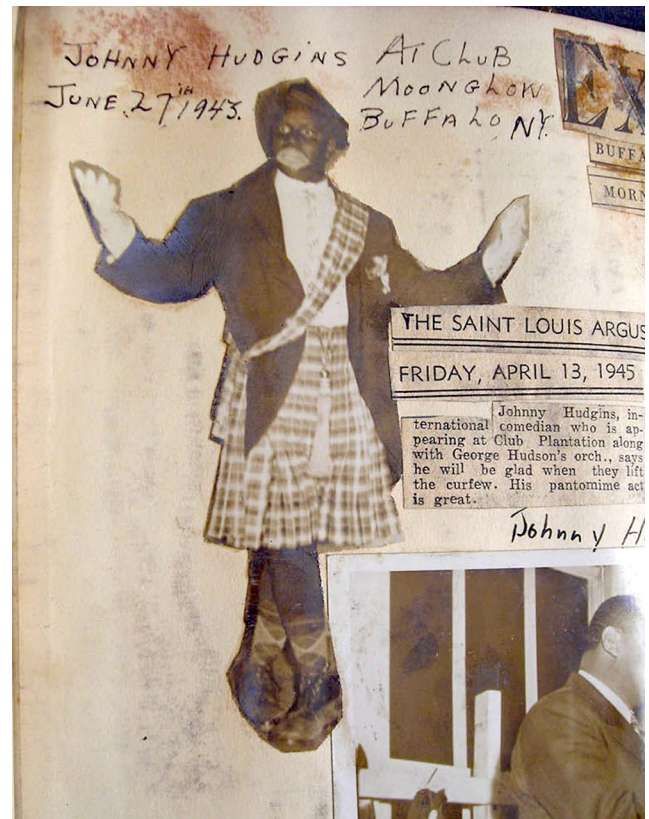 JOHNNY HUDGINS AT CLUB
JUNE 27TH 1943. MOONGLOW
BUFFALO NY.
EX
BUFFA
MORN
THE SAINT LOUIS ARGUS
FRIDAY, APRIL 13, 1945
Johnny Hudgins, in-
ternational comedian who is ap-
pearing at Club Plantation along
with George Hudson's orch., says
he will be glad when they lift
the curfew. His pantomime act
is great.
Johnny H